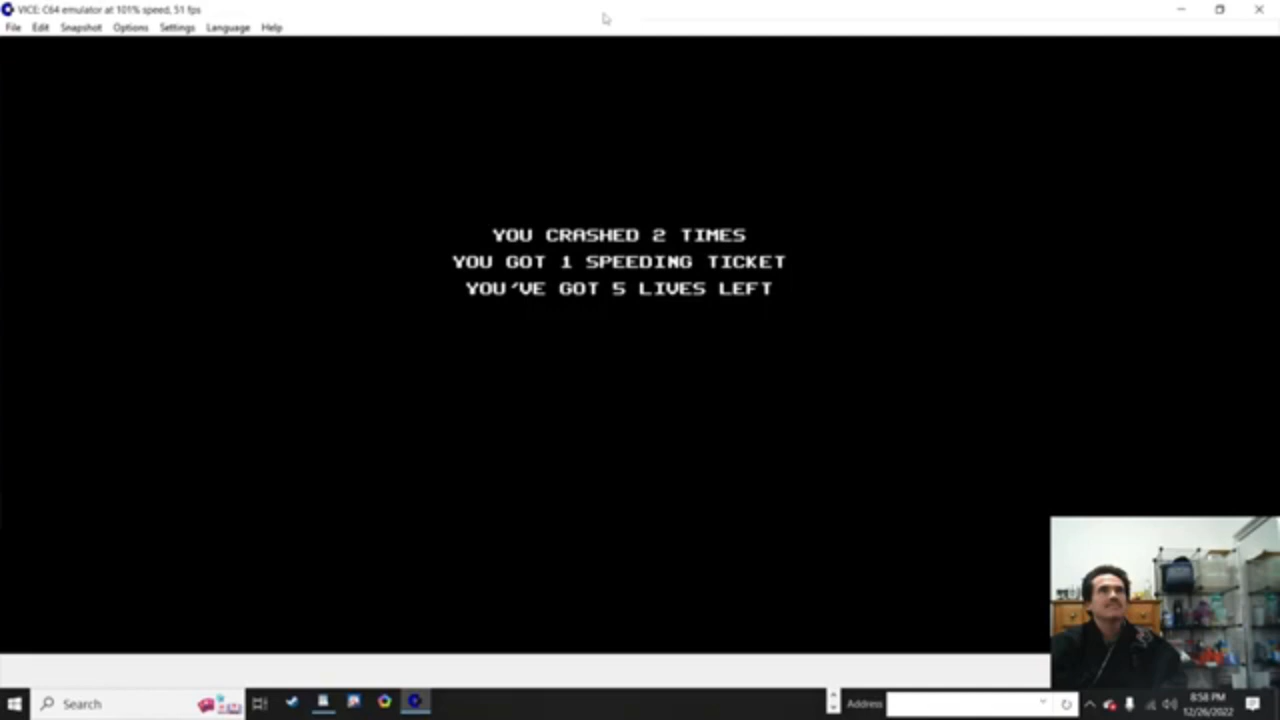 VICE: C64 emulator at 101% speed, 51 fps
File Edit Snapshot Options Settings Language Help
YOU CRASHED 2 TIMES
YOU GOT 1 SPEEDING TICKET
YOU'VE GOT 5 LIVES LEFT
Search
Address
8:58 PM
12/26/2022